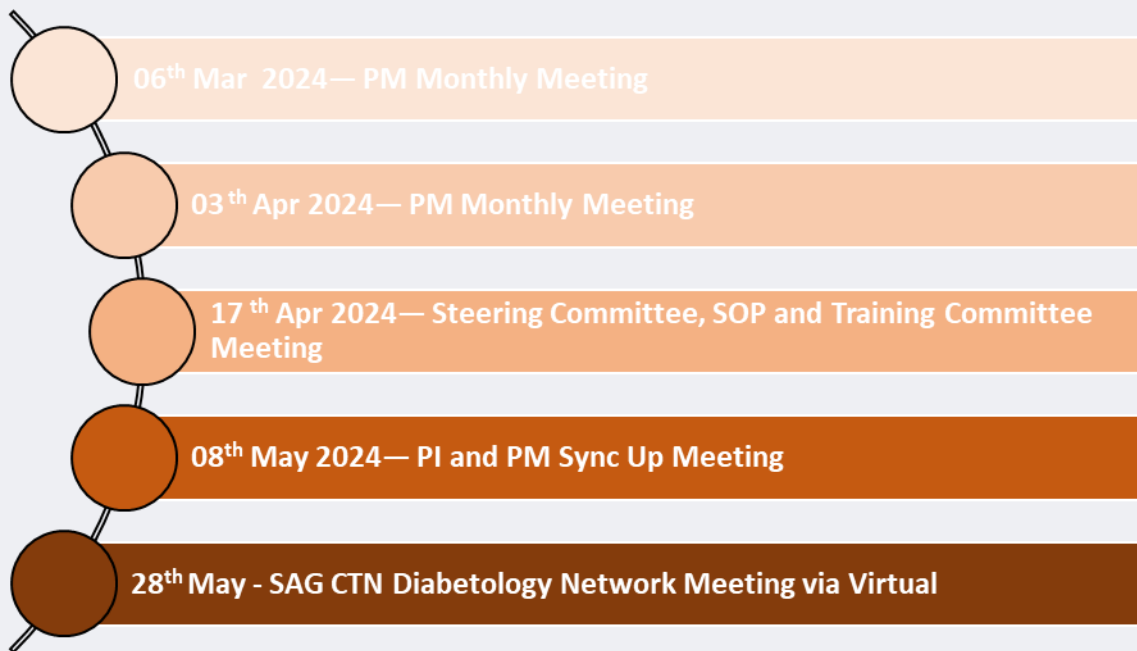 06th Mar  2024— PM Monthly Meeting
03 th Apr 2024— PM Monthly Meeting
17 th Apr 2024— Steering Committee, SOP and Training Committee
Meeting
08th May 2024— PI and PM Sync Up Meeting
28th May - SAG CTN Diabetology Network Meeting via Virtual